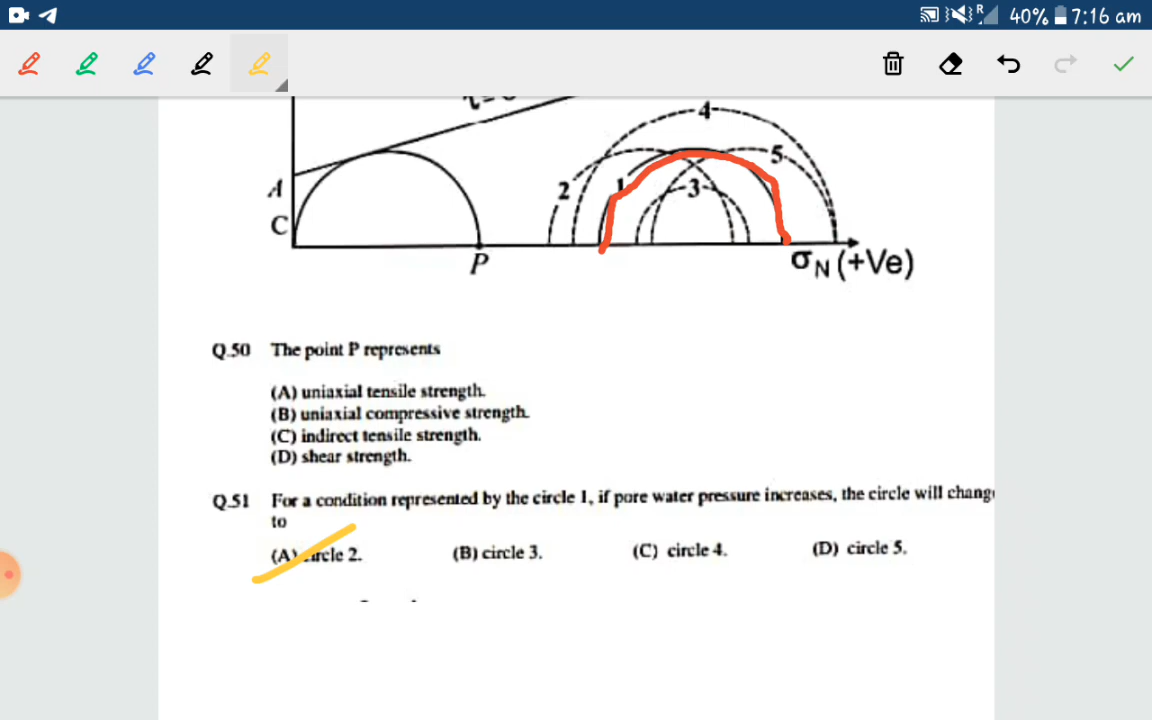 R 40% 7:16 am
4
5
A
2
1
3
C
P
σN (+Ve)
Q.50 The point P represents
(A) uniaxial tensile strength.
(B) uniaxial compressive strength.
(C) indirect tensile strength.
(D) shear strength.
Q.51 For a condition represented by the circle 1, if pore water pressure increases, the circle will chang
to
(A) circle 2. (B) circle 3. (C) circle 4. (D) circle 5.